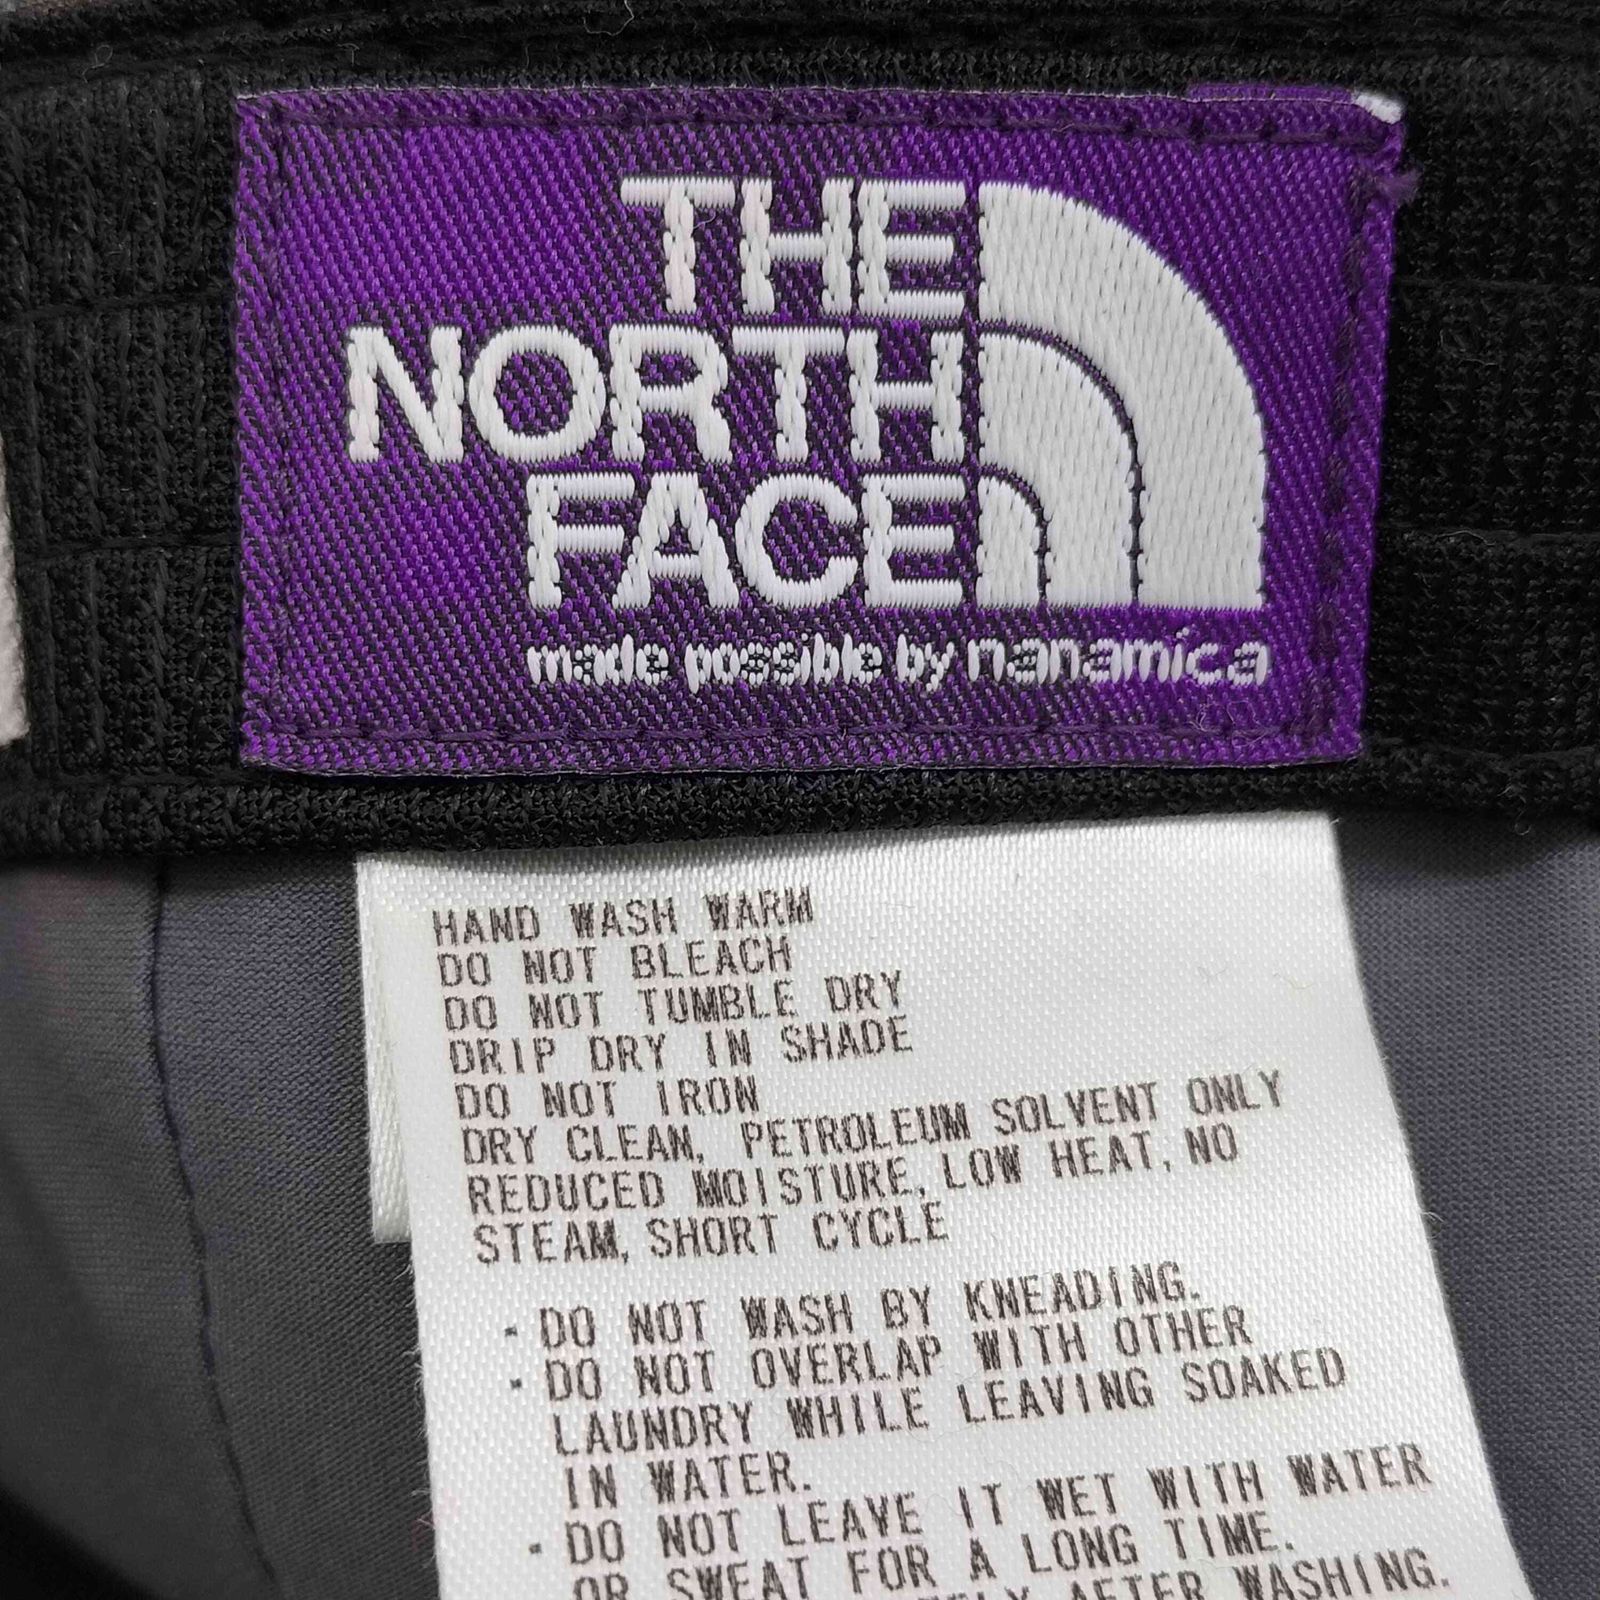 THE
NORTH
FACE
made possible by nanamica
HAND WASH WARM
DO NOT BLEACH
DO NOT TUMBLE DRY
DRIP DRY IN SHADE
DO NOT IRON
DRY CLEAN, PETROLEUM SOLVENT ONLY
REDUCED MOISTURE, LOW HEAT, NO
STEAM, SHORT CYCLE
- DO NOT WASH BY KNEADING.
- DO NOT OVERLAP WITH OTHER
LAUNDRY WHILE LEAVING SOAKED
IN WATER.
- DO NOT LEAVE IT WET WITH WATER
OR SWEAT FOR A LONG TIME.
AFTER WASHING.